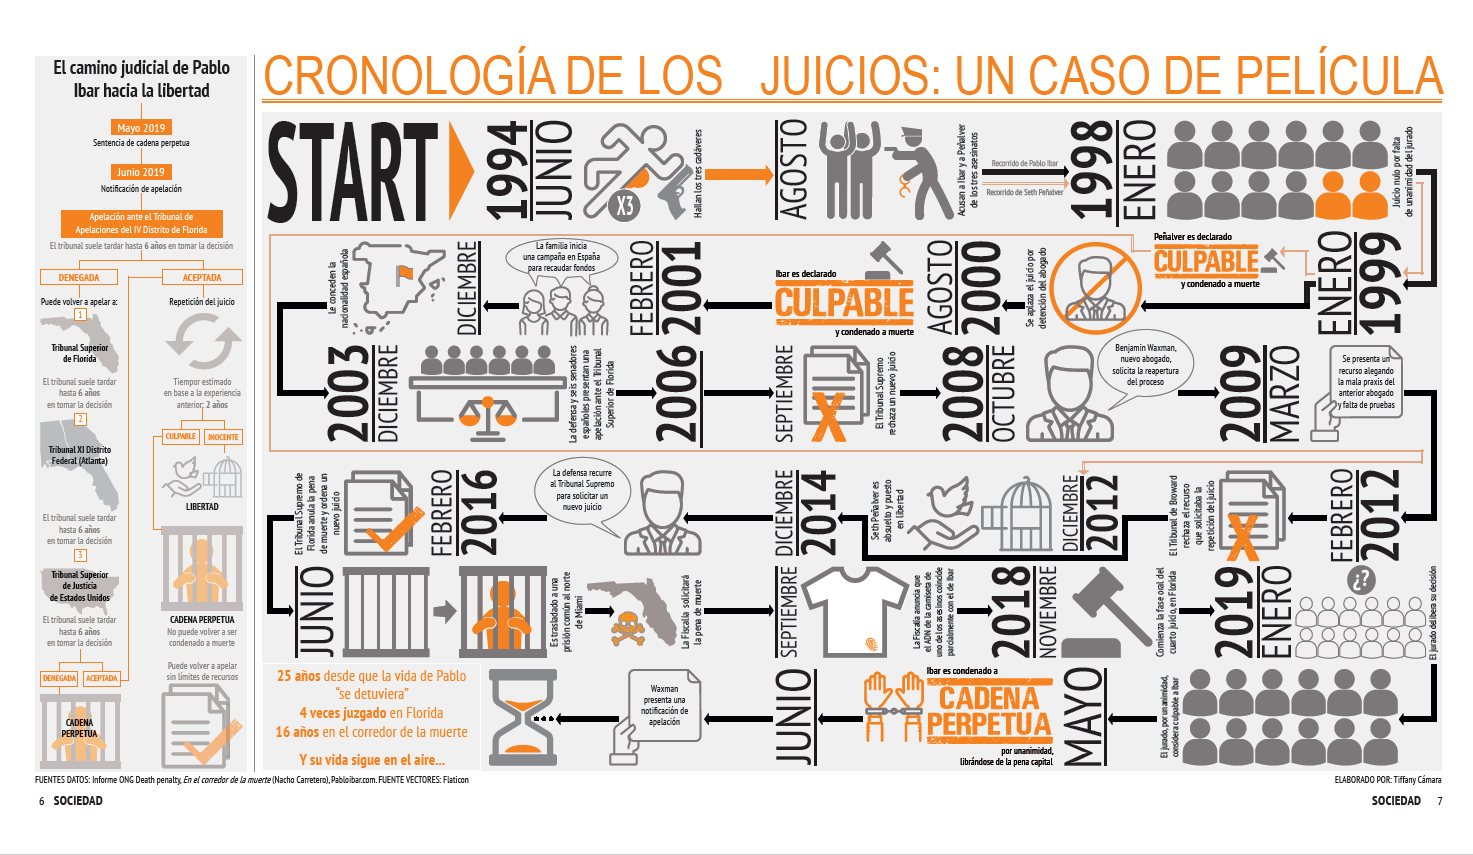 El camino judicial de Pablo
Ibar hacia la libertad
Mayo 2019
Sentencia de cadena perpetua
Junio 2019
Notificación de apelación
Apelación ante el Tribunal de
Apelaciones del IV Distrito de Florida
El tribunal suele tardar hasta 6 años en tomar la decisión
DENEGADA
Puede volver a apelar a:
1
Tribunal Superior
de Florida
El tribunal suele tardar
hasta 6 años
en tomar la decisión
2
Tribunal XI Distrito
Federal (Atlanta)
El tribunal suele tardar
hasta 6 años
en tomar la decisión
3
Tribunal Superior
de Justicia
de Estados Unidos
El tribunal suele tardar
hasta 6 años
en tomar la decisión
DENEGADA
ACEPTADA
CADENA
PERPETUA
ACEPTADA
Repetición del juicio
Tiempor estimado
en base a la experiencia
anterior: 2 años
CULPABLE
INOCENTE
LIBERTAD
CADENA PERPETUA
No puede volver a ser
condenado a muerte
Puede volver a apelar
sin límites de recursos
CRONOLOGÍA DE LOS JUICIOS: UN CASO DE PELÍCULA
START
1994
JUNIO
X3
Hallan los tres cadáveres
AGOSTO
Acusan a Ibar y a Peñalver
de los tres asesinatos
Recorrido de Pablo Ibar
Recorrido de Seth Peñalver
1998
ENERO
Juicio nulo por falta
de unanimidad del jurado
ENERO
1999
Peñalver es declarado
CULPABLE
y condenado a muerte
Se aplaza el juicio por
detención del abogado
AGOSTO
2000
Ibar es declarado
CULPABLE
y condenado a muerte
FEBRERO
2001
La familia inicia
una campaña en España
para recaudar fondos
DICIEMBRE
Le conceden la
nacionalidad española
2003
DICIEMBRE
La defensa y seis senadores
españoles presentan una
apelación ante el Tribunal
Superior de Florida
2006
SEPTIEMBRE
X
El Tribunal Supremo
rechaza un nuevo juicio
2008
OCTUBRE
Benjamin Waxman,
nuevo abogado,
solicita la reapertura
del proceso
2009
MARZO
Se presenta un
recurso alegando
la mala praxis del
anterior abogado
y falta de pruebas
FEBRERO
2012
X
El Tribunal de Broward
rechaza el recurso
que solicitaba la
repetición del juicio
DICIEMBRE
2012
Seth Peñalver es
absuelto y puesto
en libertad
DICIEMBRE
2014
La defensa recurre
al Tribunal Supremo
para solicitar un
nuevo juicio
FEBRERO
2016
El Tribunal Supremo de
Florida anula la pena
de muerte y ordena un
nuevo juicio
JUNIO
Es trasladado a una
prisión común al norte
de Miami
La Fiscalía solicitará
la pena de muerte
SEPTIEMBRE
La Fiscalía anuncia que
el ADN de la camiseta de
uno de los asesinos coincide
parcialmente con el de Ibar
2018
NOVIEMBRE
Comienza la fase oral del
cuarto juicio, en Florida
2019
ENERO
¿?
El jurado delibera su decisión
El jurado, por unanimidad,
considera culpable a Ibar
MAYO
Ibar es condenado a
CADENA
PERPETUA
por unanimidad,
librándose de la pena capital
JUNIO
Waxman
presenta una
notificación de
apelación
25 años desde que la vida de Pablo
“se detuviera”
4 veces juzgado en Florida
16 años en el corredor de la muerte
Y su vida sigue en el aire...
FUENTES DATOS: Informe ONG Death penalty, En el corredor de la muerte (Nacho Carretero), Pabloibar.com. FUENTE VECTORES: Flaticon
ELABORADO POR: Tiffany Cámara
6 SOCIEDAD
SOCIEDAD 7